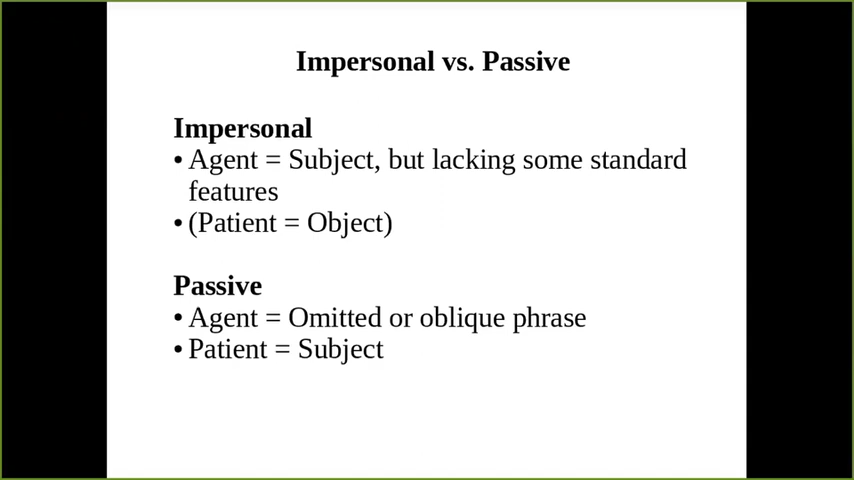 Impersonal vs. Passive
Impersonal
• Agent = Subject, but lacking some standard
features
• (Patient = Object)
Passive
• Agent = Omitted or oblique phrase
• Patient = Subject